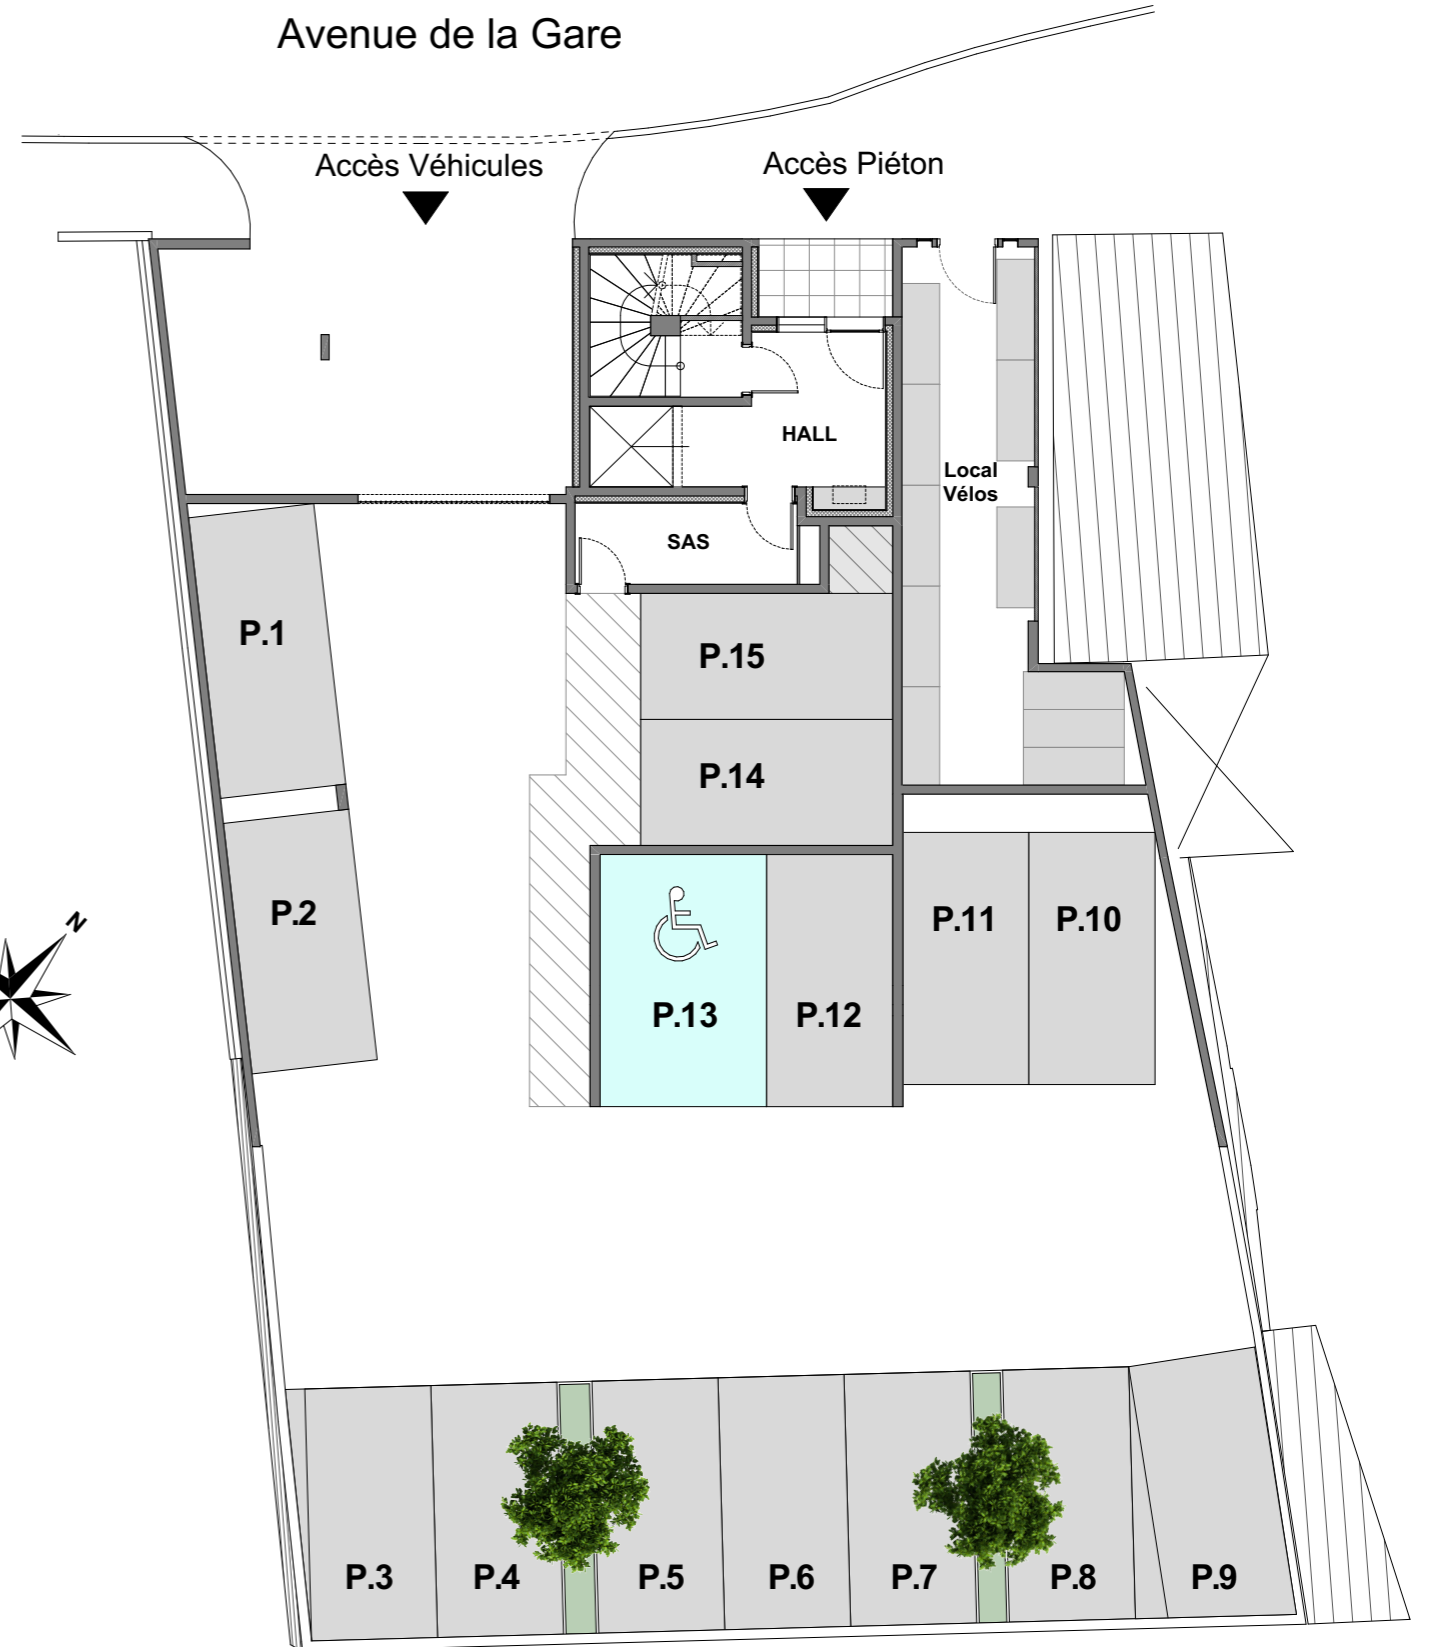 Avenue de la Gare
Accès Véhicules
Accès Piéton
HALL
Local
Vélos
SAS
P.1
P.15
P.14
P.2
N
P.11
P.10
P.13
P.12
P.3
P.4
P.5
P.6
P.7
P.8
P.9